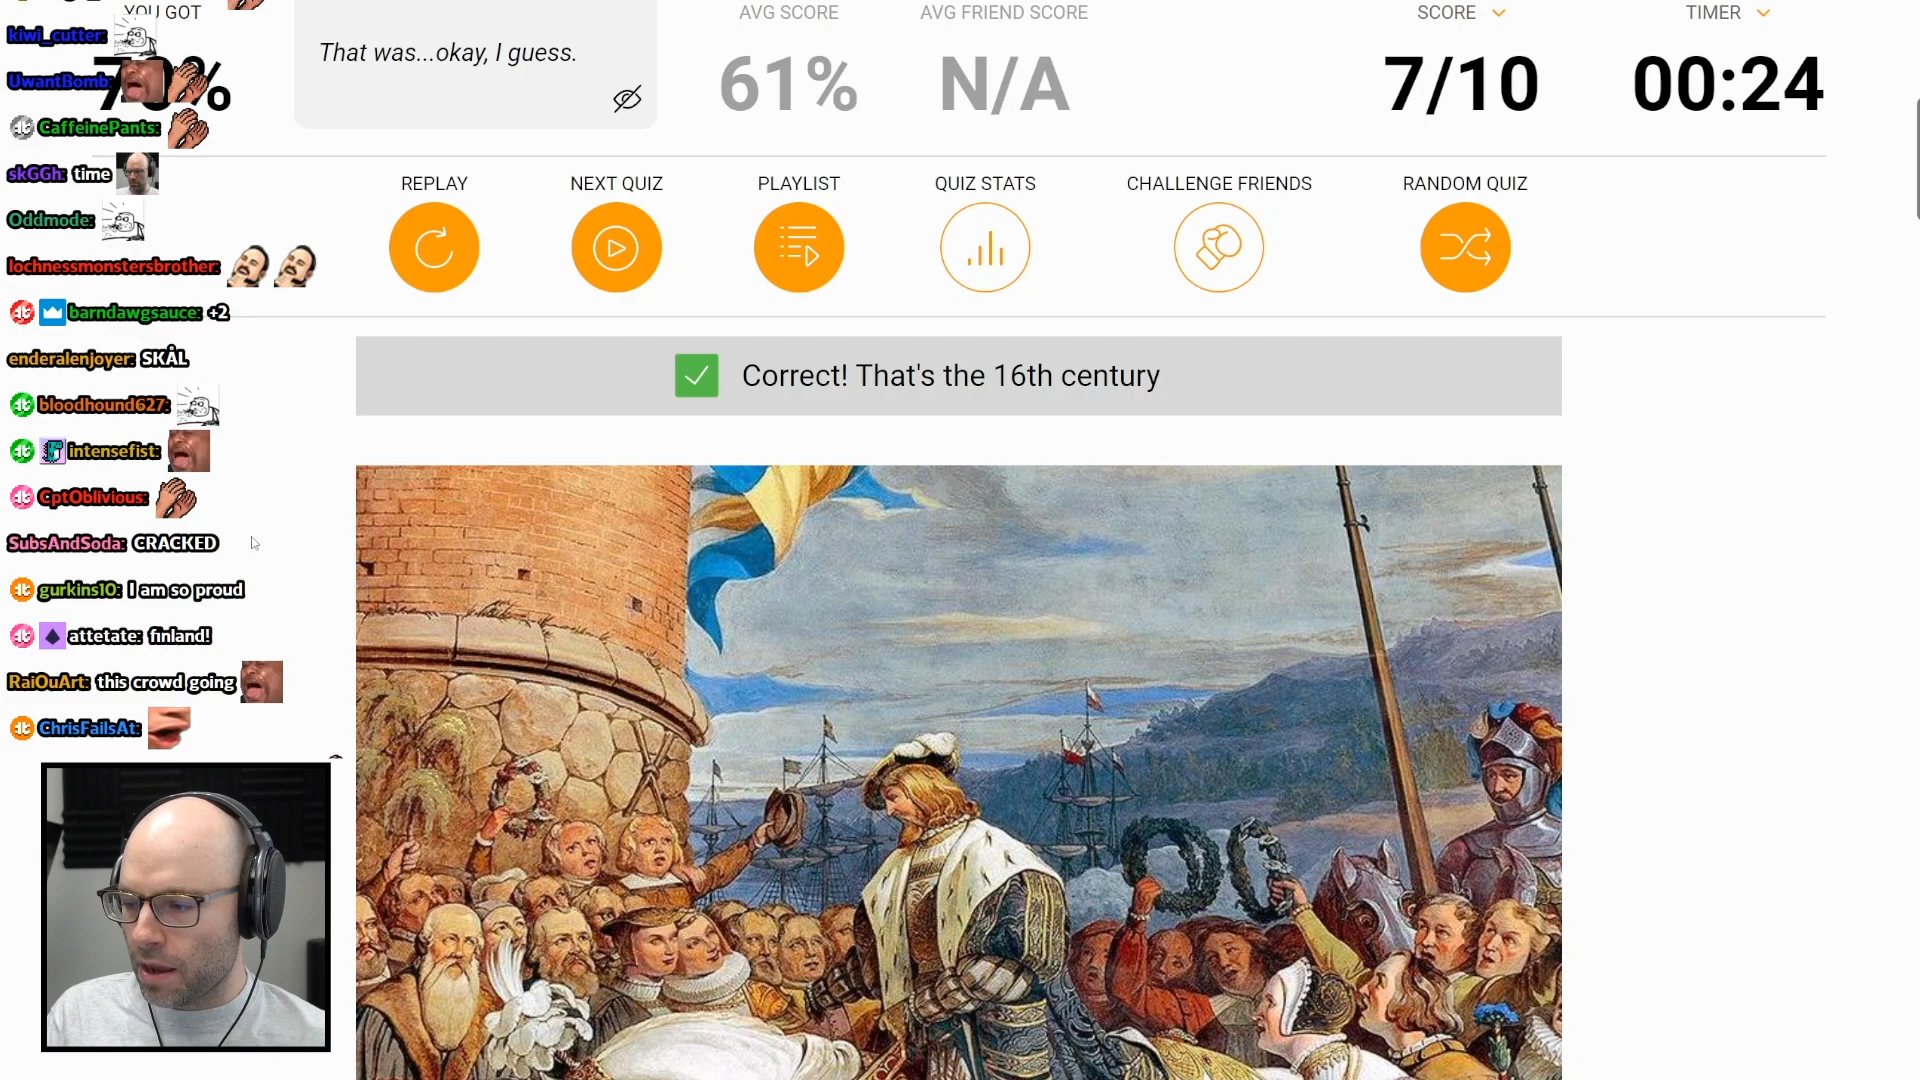 YOU GOT
70%
That was...okay, I guess.
AVG SCORE
61%
AVG FRIEND SCORE
N/A
SCORE
7/10
TIMER
00:24
REPLAY
NEXT QUIZ
PLAYLIST
QUIZ STATS
CHALLENGE FRIENDS
RANDOM QUIZ
Correct! That's the 16th century
kiwi_cutter:
UwantBomb:
CaffeinePants:
skGGh: time
Oddmode:
lochnessmonstersbrother:
barndawgsauce: +2
enderalenjoyer: SKÅL
bloodhound627:
intensefist:
CptOblivious:
SubsAndSoda: CRACKED
gurkins10: I am so proud
attetate: finland!
RaiOuArt: this crowd going
ChrisFailsAt: